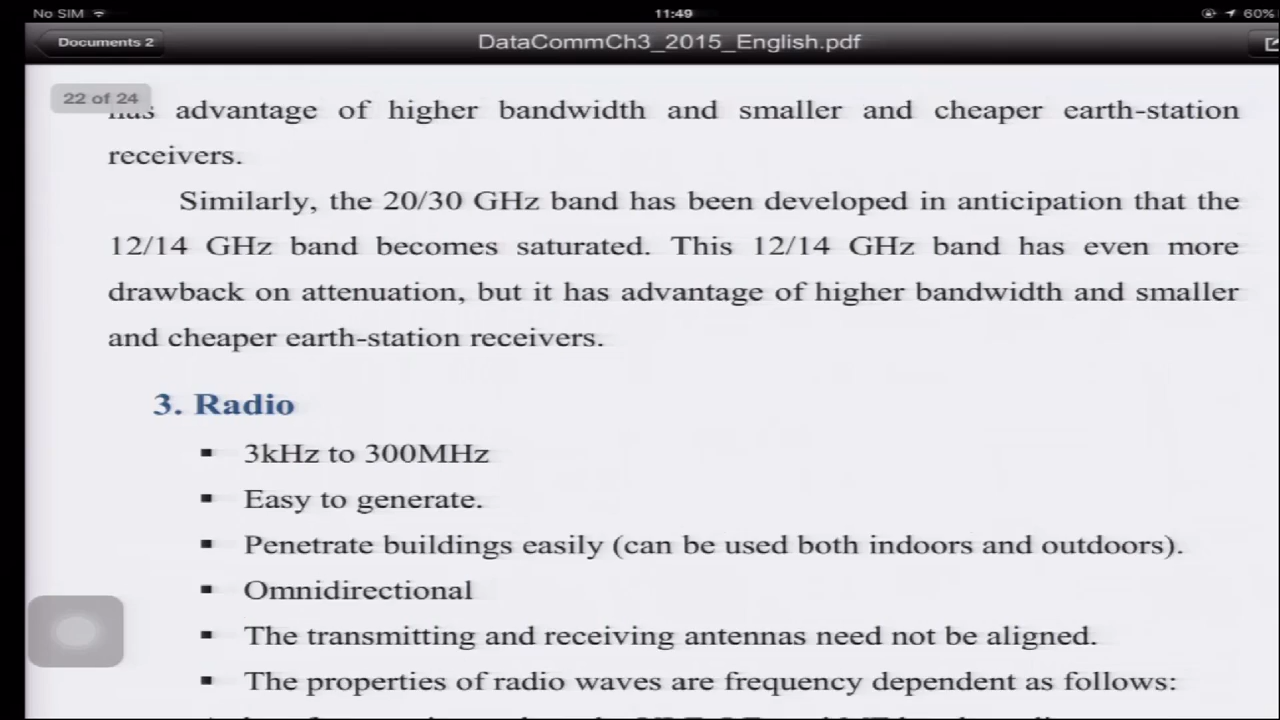 No SIM 11:49 60%
Documents 2 DataCommCh3_2015_English.pdf
22 of 24
has advantage of higher bandwidth and smaller and cheaper earth-station
receivers.
Similarly, the 20/30 GHz band has been developed in anticipation that the
12/14 GHz band becomes saturated. This 12/14 GHz band has even more
drawback on attenuation, but it has advantage of higher bandwidth and smaller
and cheaper earth-station receivers.
3. Radio
▪ 3kHz to 300MHz
▪ Easy to generate.
▪ Penetrate buildings easily (can be used both indoors and outdoors).
▪ Omnidirectional
▪ The transmitting and receiving antennas need not be aligned.
▪ The properties of radio waves are frequency dependent as follows: